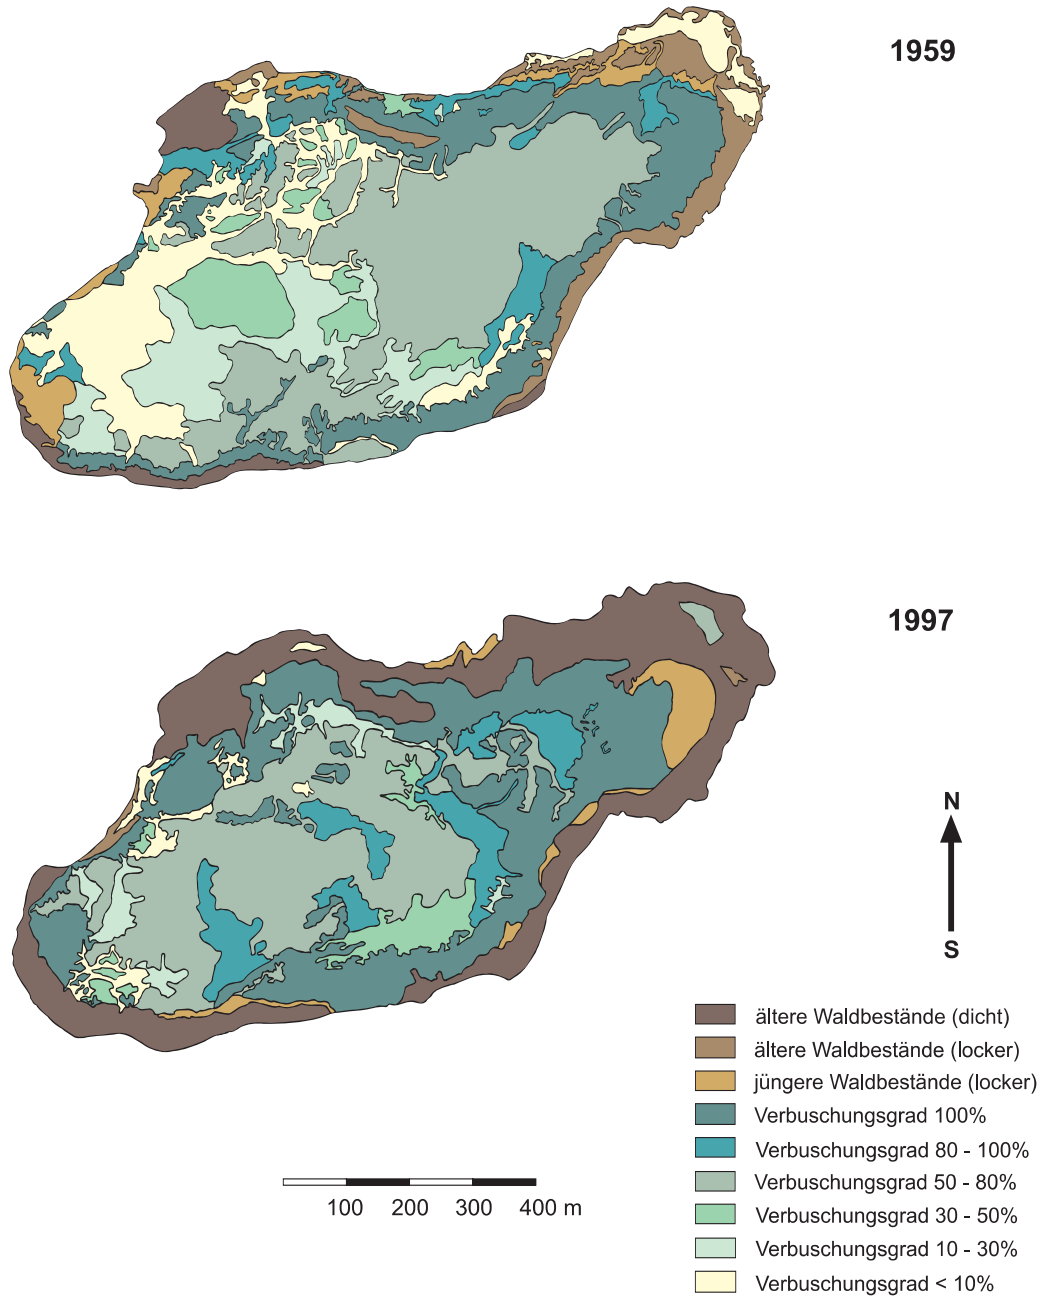 1959
1997
N
S
ältere Waldbestände (dicht)
ältere Waldbestände (locker)
jüngere Waldbestände (locker)
Verbuschungsgrad 100%
Verbuschungsgrad 80 - 100%
Verbuschungsgrad 50 - 80%
Verbuschungsgrad 30 - 50%
Verbuschungsgrad 10 - 30%
Verbuschungsgrad < 10%
100 200 300 400 m